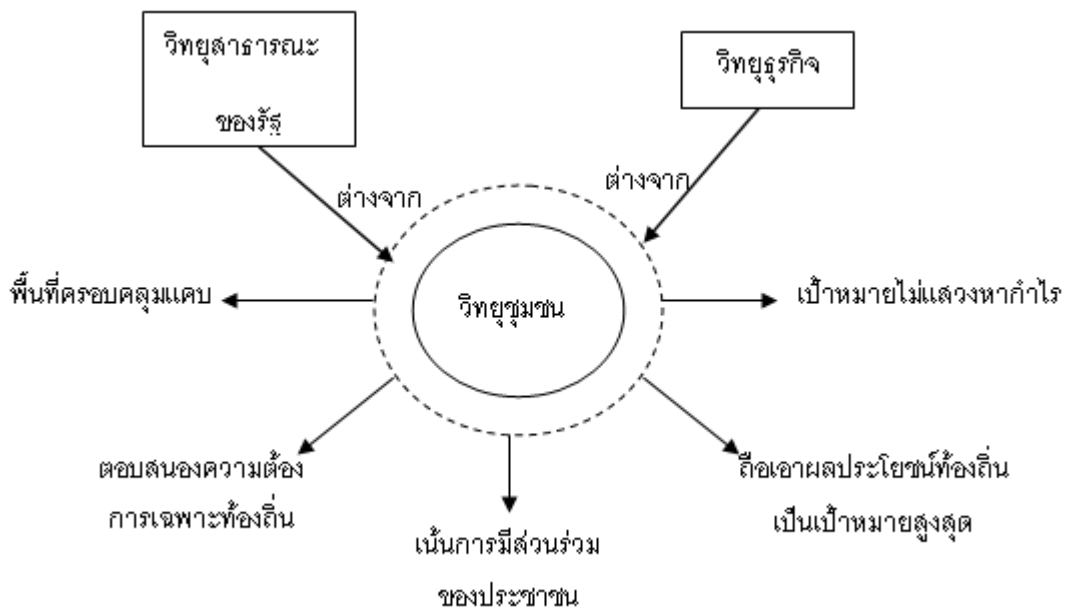 วิทยุสาธารณะ
ของรัฐ
วิทยุธุรกิจ
ต่างจาก
ต่างจาก
พื้นที่ครอบคลุมแคบ
วิทยุชุมชน
เป้าหมายไม่แสวงหากำไร
ตอบสนองความต้อง
การเฉพาะท้องถิ่น
เน้นการมีส่วนร่วม
ของประชาชน
ถือเอาผลประโยชน์ท้องถิ่น
เป็นเป้าหมายสูงสุด